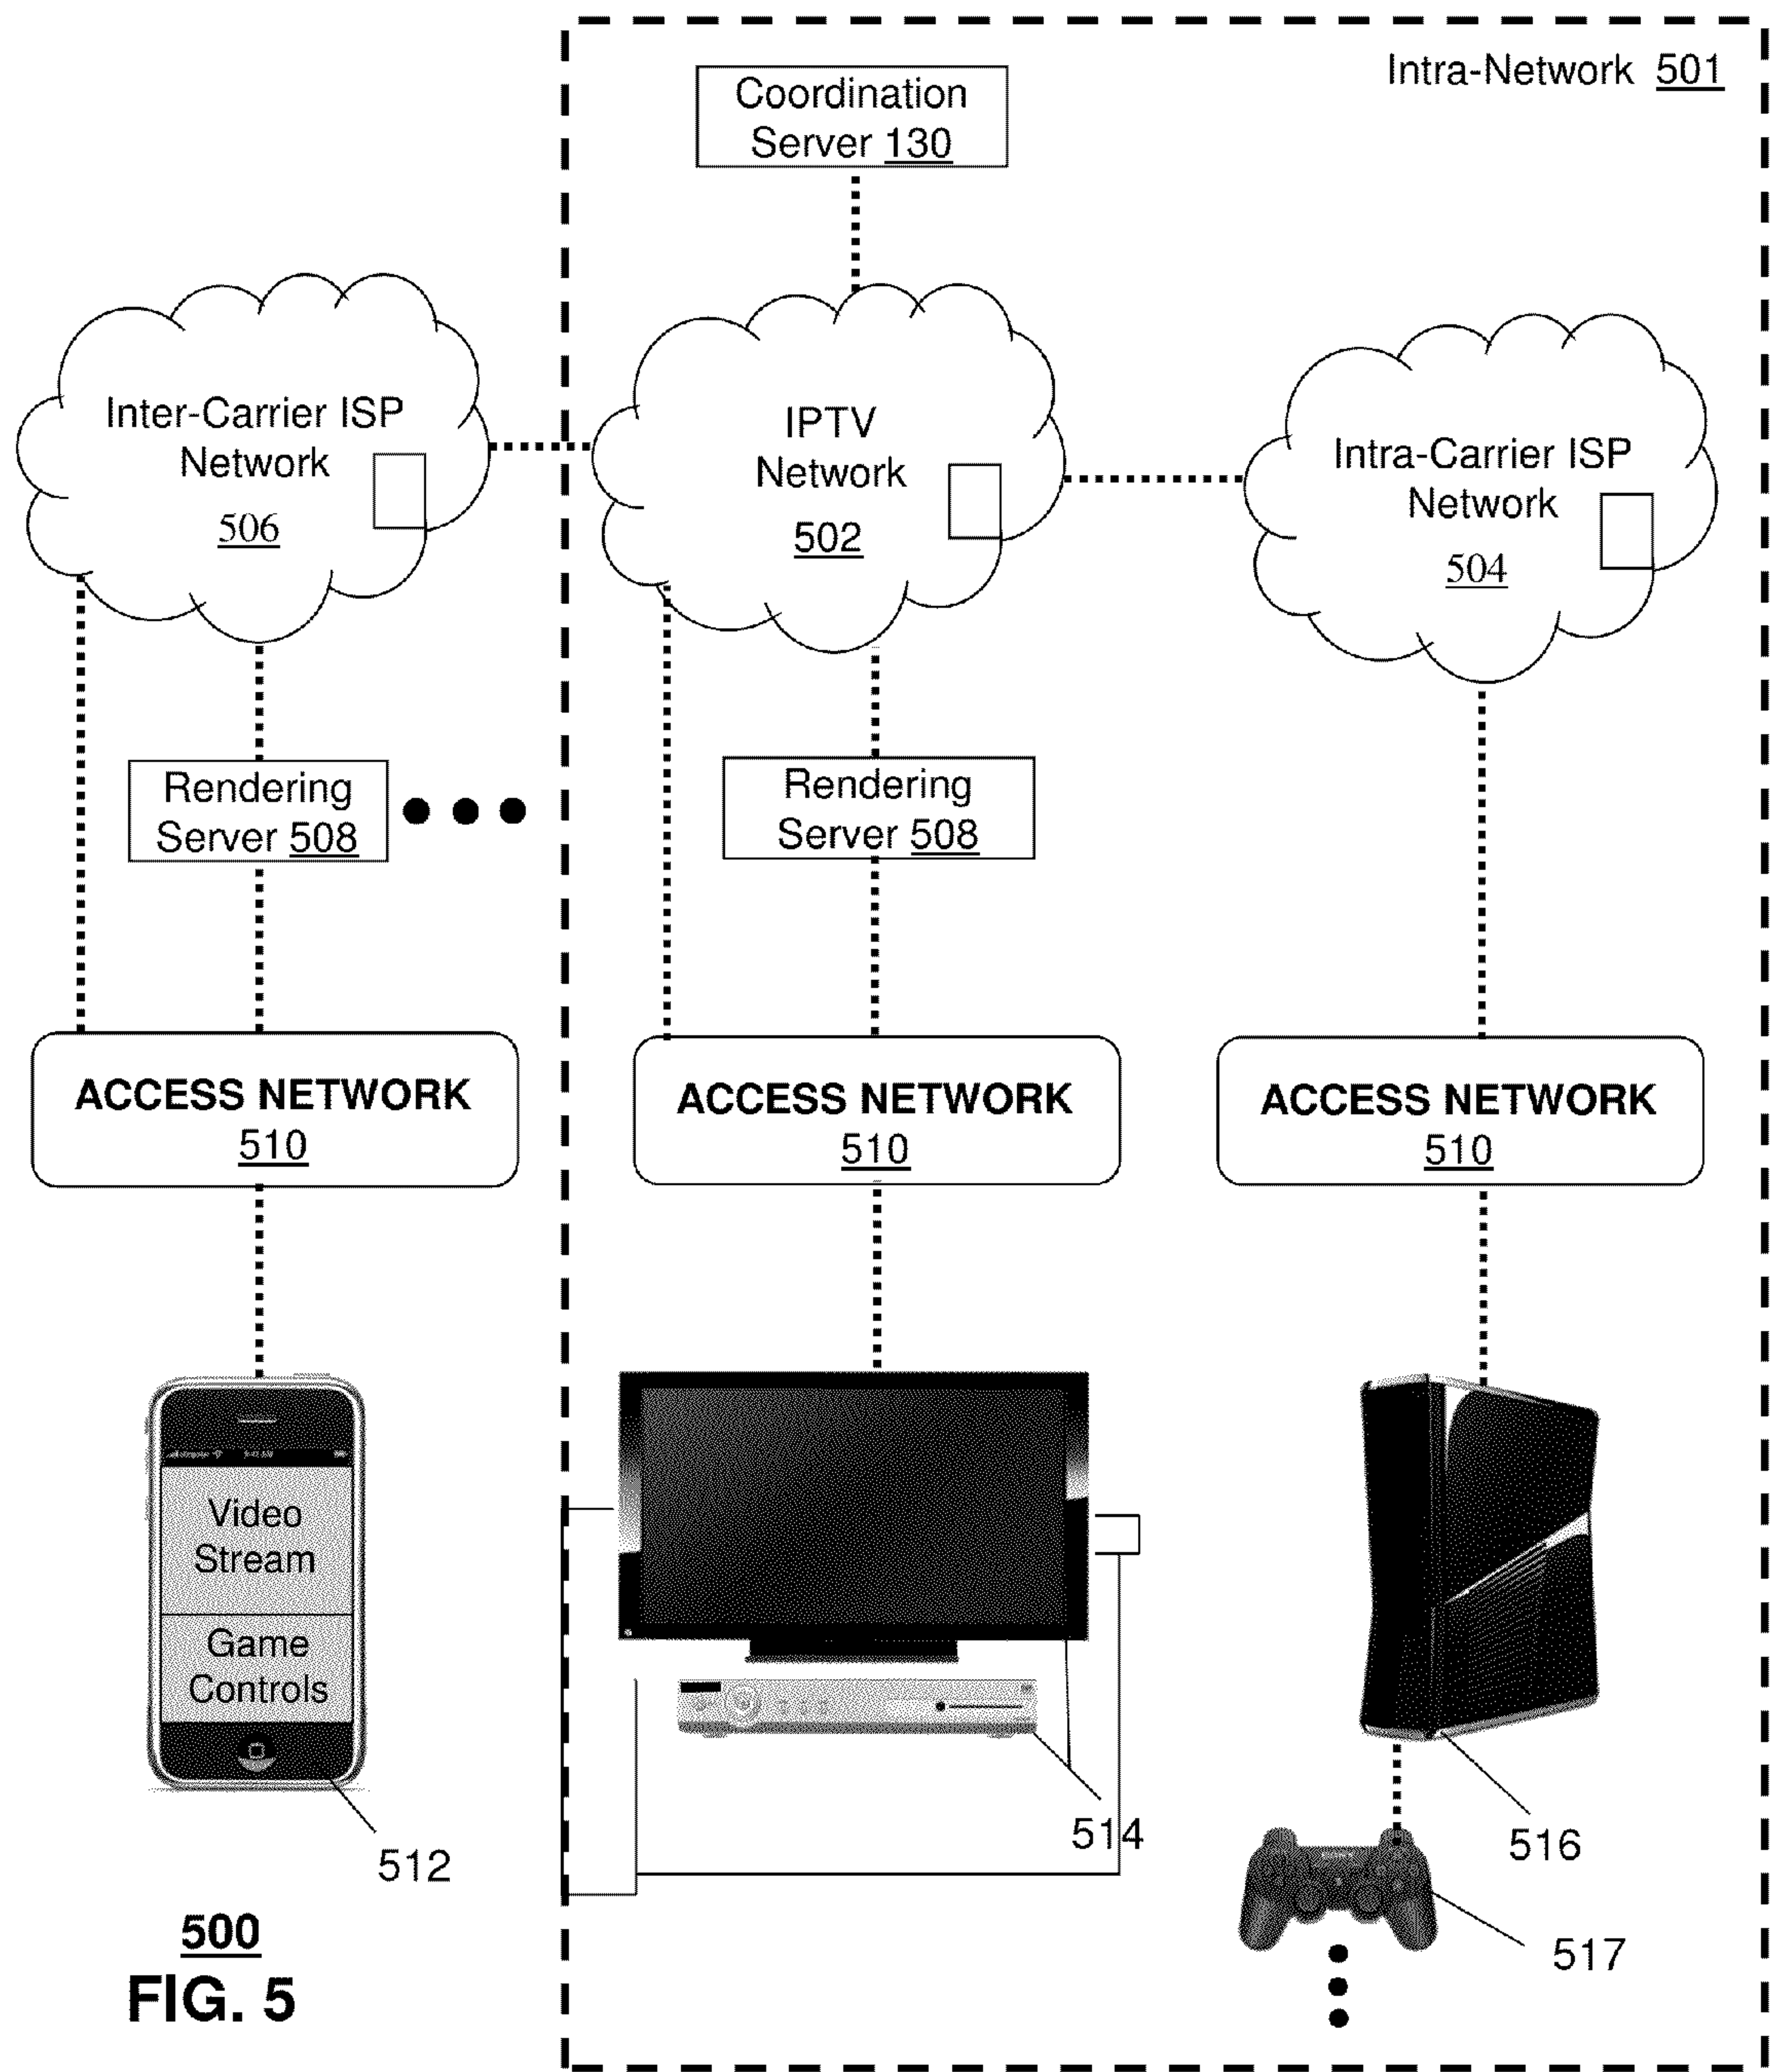 Intra-Network 501
Coordination
Server 130
Inter-Carrier ISP
Network
506
IPTV
Network
502
Intra-Carrier ISP
Network
504
Rendering
Server 508
Rendering
Server 508
ACCESS NETWORK
510
ACCESS NETWORK
510
ACCESS NETWORK
510
Video
Stream
Game
Controls
512
514
516
517
500
FIG. 5